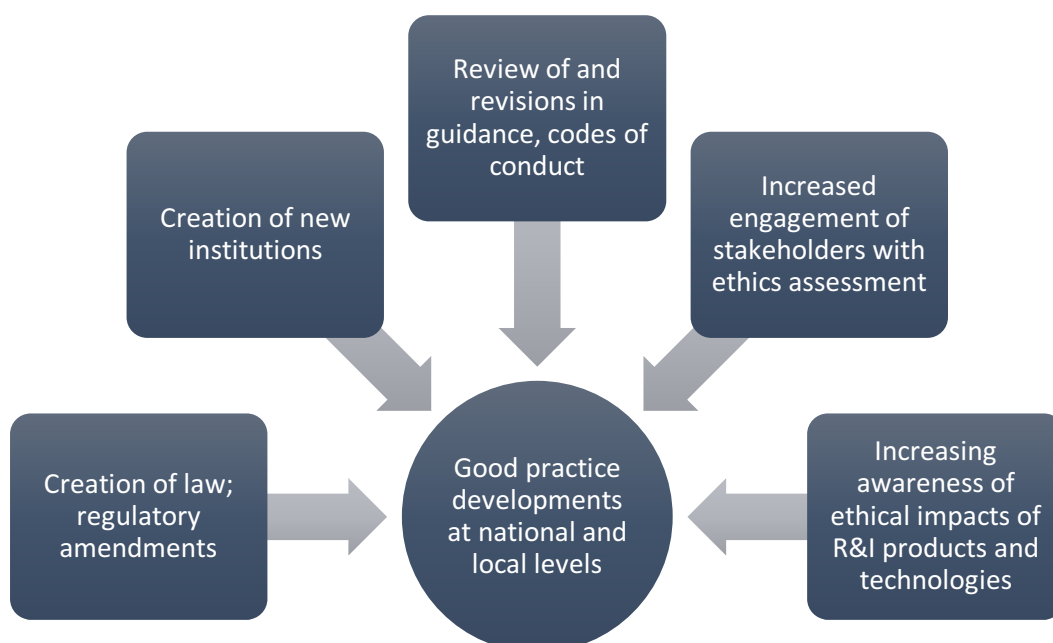 Review of and
revisions in
guidance, codes of
conduct
Creation of new
institutions
Increased
engagement of
stakeholders with
ethics assessment
Creation of law;
regulatory
amendments
Good practice
developments
at national and
local levels
Increasing
awareness of
ethical impacts of
R&I products and
technologies